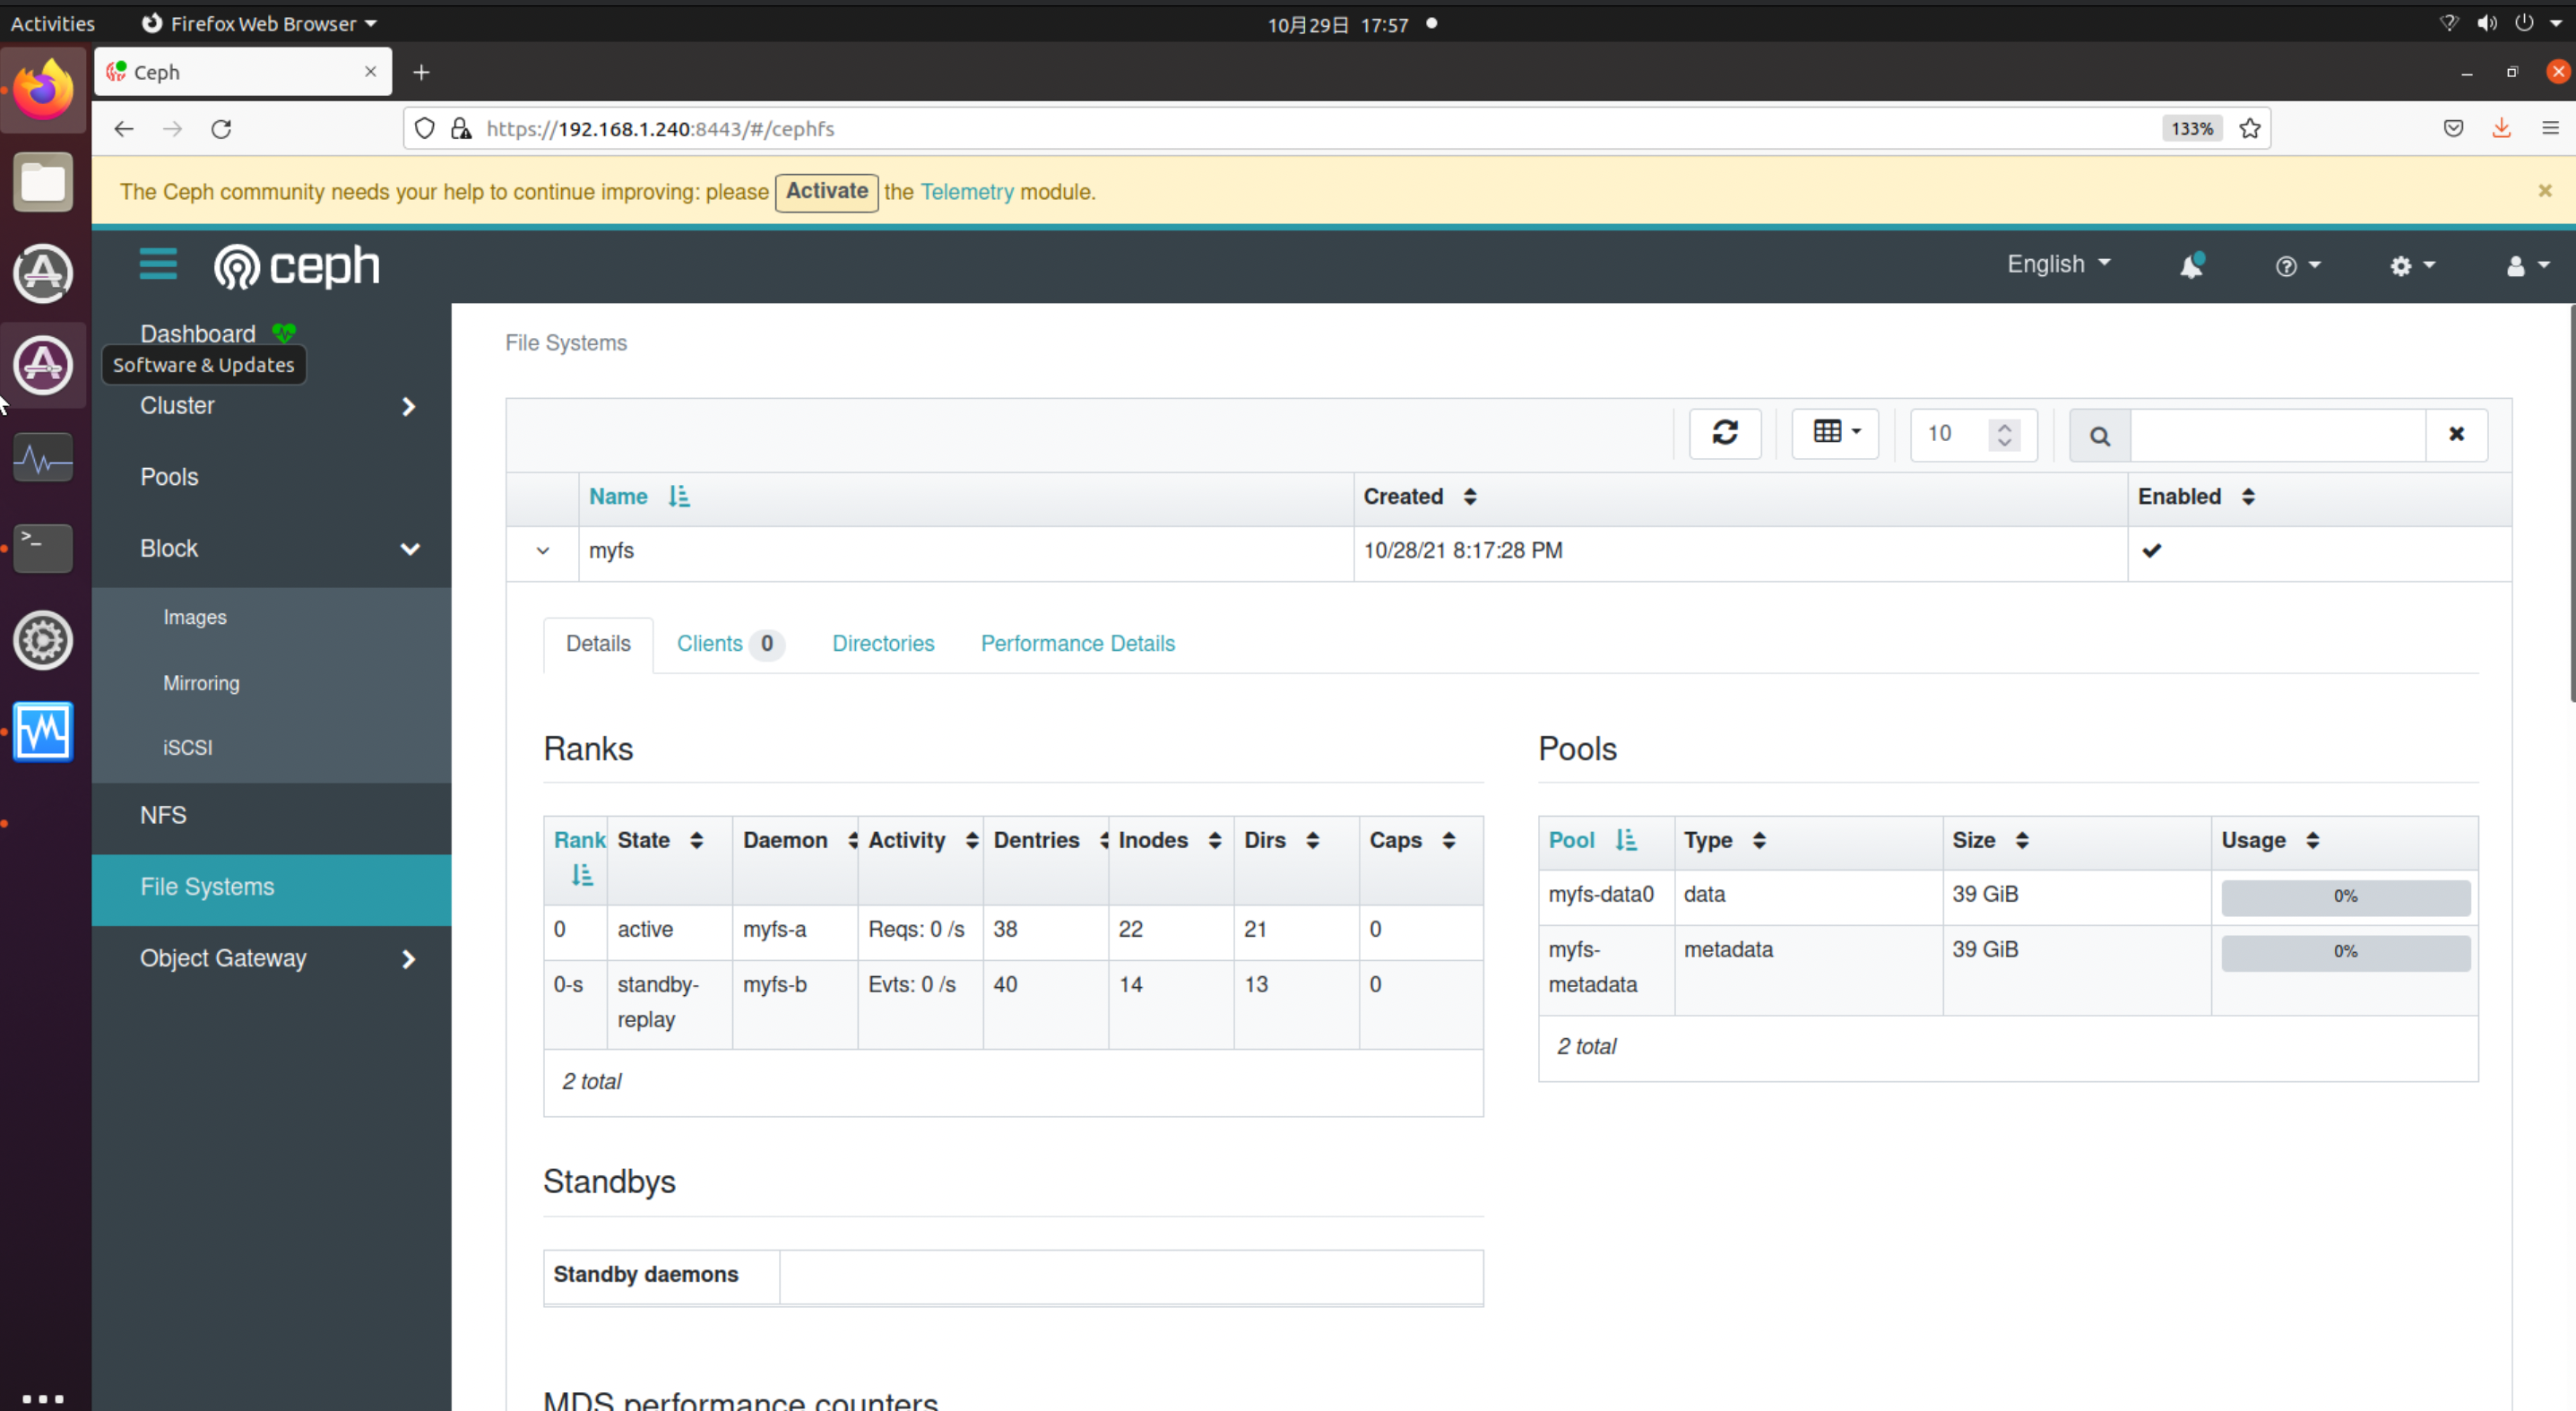 Activities Firefox Web Browser 10月29日 17:57
Ceph
https://192.168.1.240:8443/#/cephfs 133%
The Ceph community needs your help to continue improving: please Activate the Telemetry module.
ceph English
Dashboard
Software & Updates
Cluster
Pools
Block
Images
Mirroring
iSCSI
NFS
File Systems
Object Gateway
File Systems
10
Name Created Enabled
myfs 10/28/21 8:17:28 PM
Details Clients 0 Directories Performance Details
Ranks
Rank State Daemon Activity Dentries Inodes Dirs Caps
0 active myfs-a Reqs: 0 /s 38 22 21 0
0-s standby- myfs-b Evts: 0 /s 40 14 13 0
replay
2 total
Pools
Pool Type Size Usage
myfs-data0 data 39 GiB 0%
myfs- metadata 39 GiB 0%
metadata
2 total
Standbys
Standby daemons
MDS performance counters